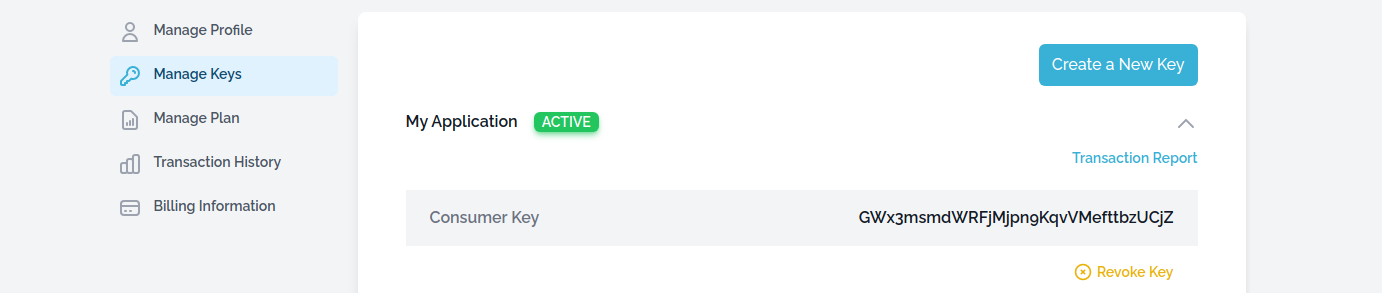 Manage Profile
Manage Keys
Manage Plan
Transaction History
Billing Information
Create a New Key
My Application ACTIVE
Transaction Report
Consumer Key GWx3msmdWRFjMjpn9KqvVMefttbzUCjZ
Revoke Key